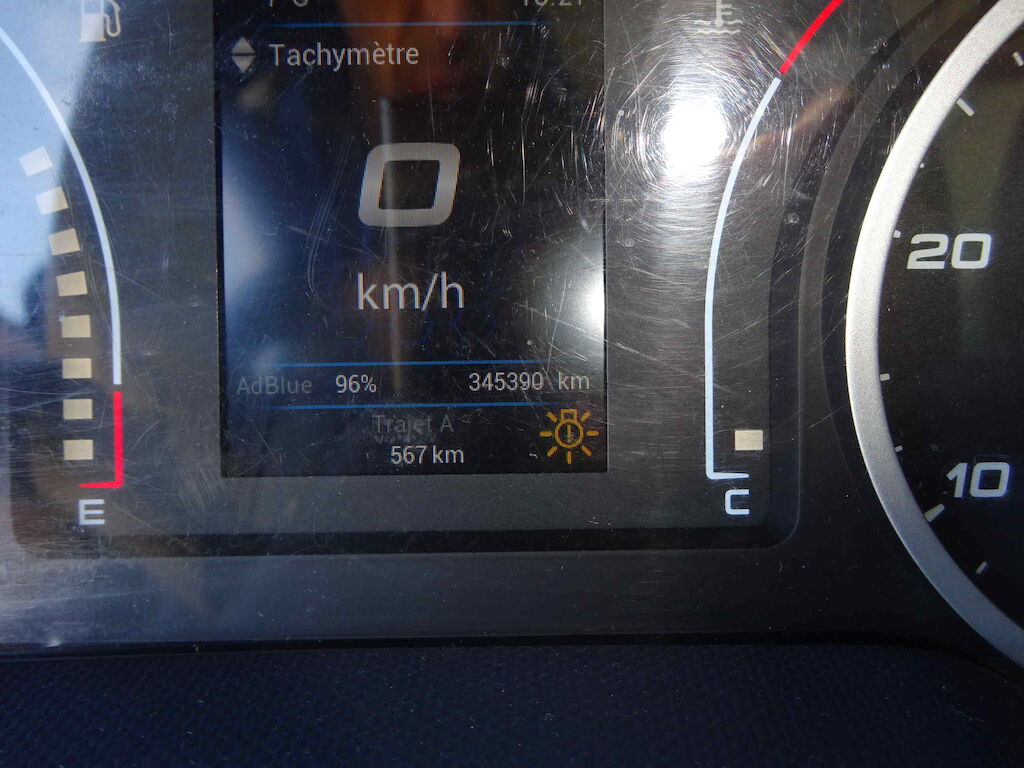 Tachymètre
0
km/h
AdBlue 96% 345390 km
Trajet A
567 km
E
C
20
10